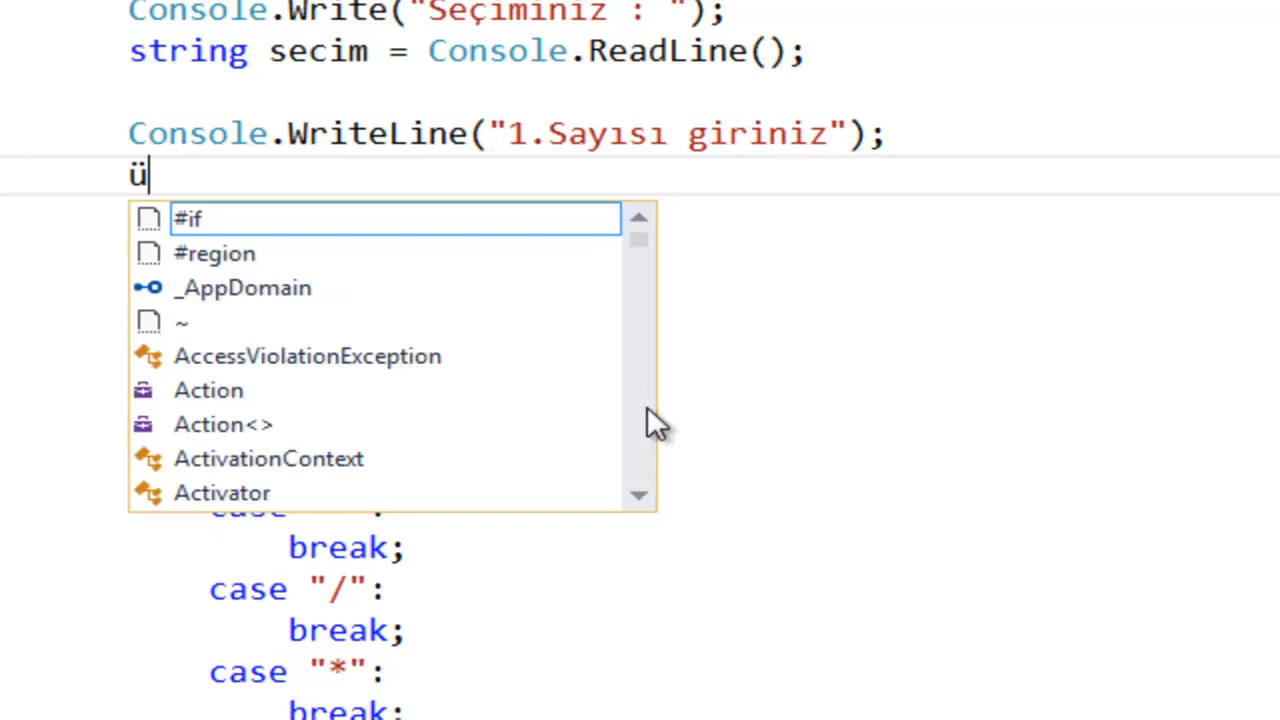 Console.Write("Seçiminiz : ");
string secim = Console.ReadLine();
Console.WriteLine("1.Sayısı giriniz");
ü
#if
#region
_AppDomain
~
AccessViolationException
Action
Action<>
ActivationContext
Activator
break;
case "/":
break;
case "*":
break;